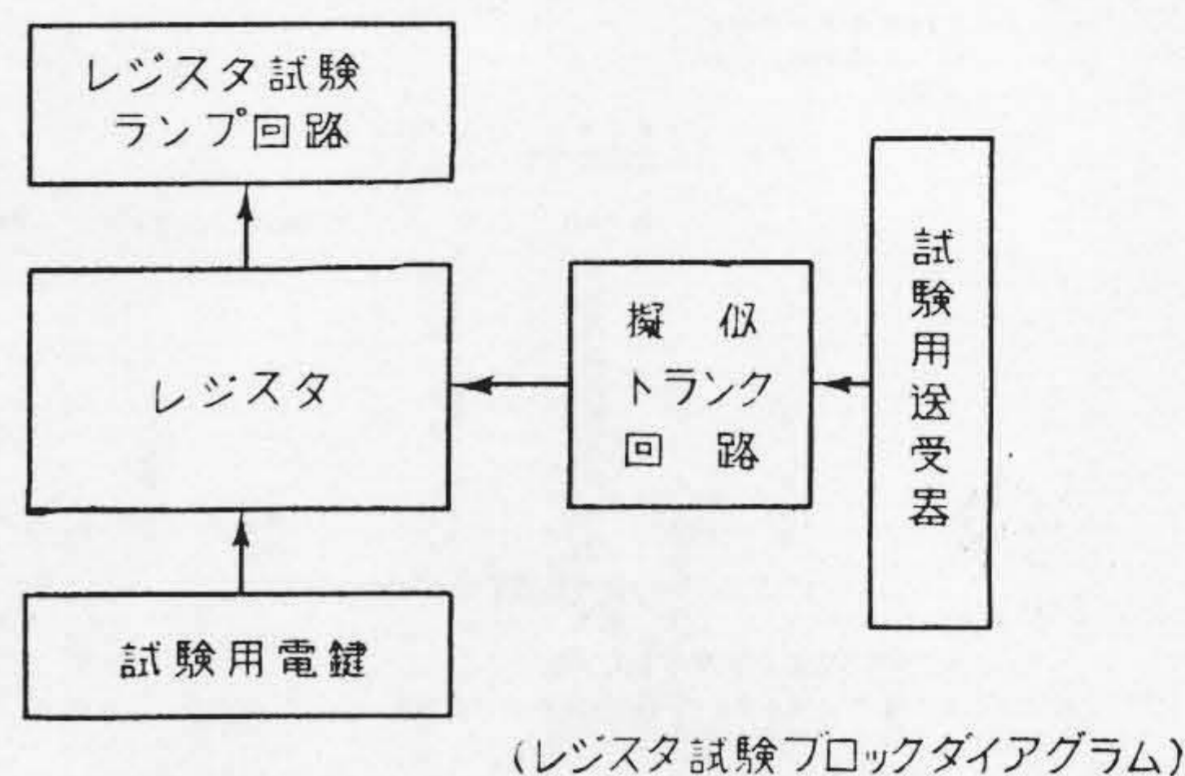 レジスタ試験
ランプ回路
レジスタ
擬似
トランク
回路
試験用送受器
試験用電鍵
(レジスタ試験ブロックダイアグラム)